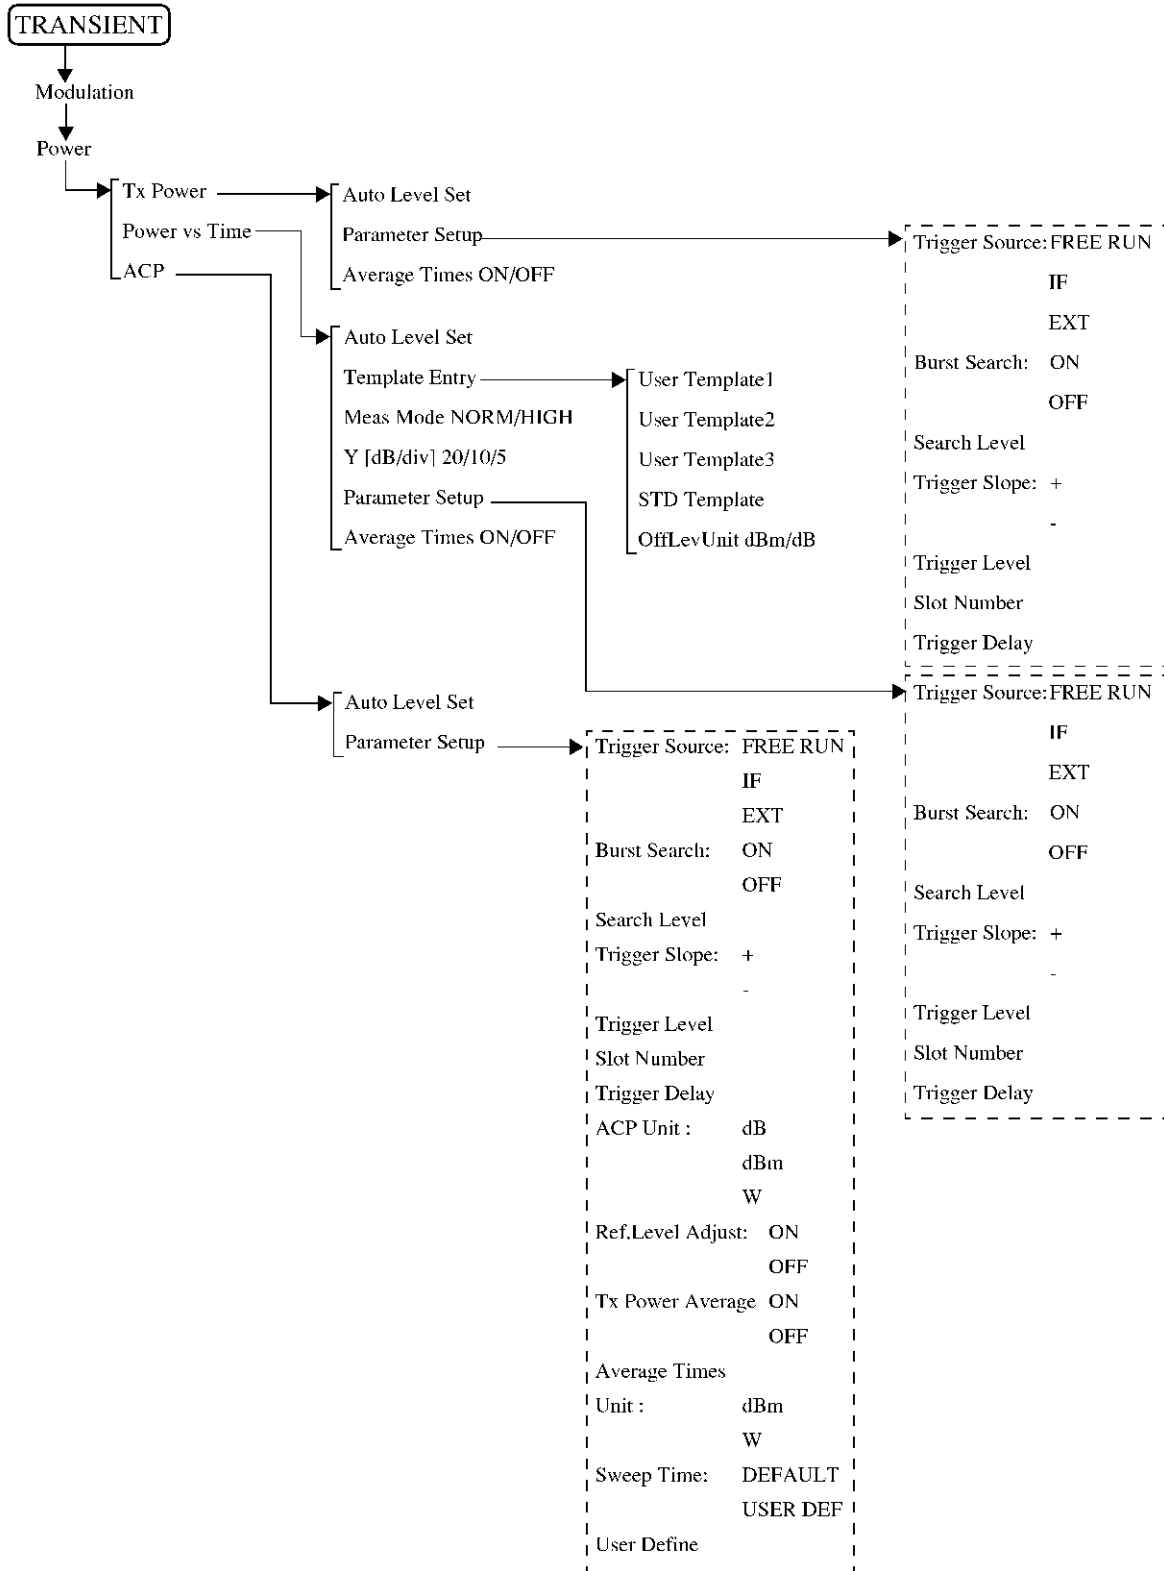 TRANSIENT
Modulation
Power
Tx Power
Power vs Time
ACP
Auto Level Set
Parameter Setup
Average Times ON/OFF
Auto Level Set
Template Entry
Meas Mode NORM/HIGH
Y [dB/div] 20/10/5
Parameter Setup
Average Times ON/OFF
User Template1
User Template2
User Template3
STD Template
OffLevUnit dBm/dB
Trigger Source: FREE RUN
IF
EXT
Burst Search: ON
OFF
Search Level
Trigger Slope: +
-
Trigger Level
Slot Number
Trigger Delay
Trigger Source: FREE RUN
IF
EXT
Burst Search: ON
OFF
Search Level
Trigger Slope: +
-
Trigger Level
Slot Number
Trigger Delay
Auto Level Set
Parameter Setup
Trigger Source: FREE RUN
IF
EXT
Burst Search: ON
OFF
Search Level
Trigger Slope: +
-
Trigger Level
Slot Number
Trigger Delay
ACP Unit : dB
dBm
W
Ref.Level Adjust: ON
OFF
Tx Power Average ON
OFF
Average Times
Unit : dBm
W
Sweep Time: DEFAULT
USER DEF
User Define